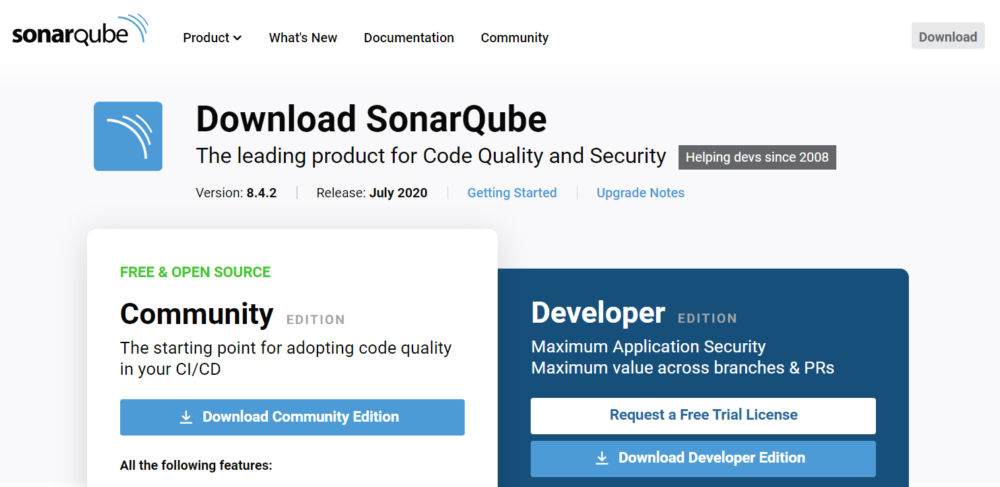 sonarqube
Product
What's New
Documentation
Community
Download
Download SonarQube
The leading product for Code Quality and Security
Helping devs since 2008
Version: 8.4.2
Release: July 2020
Getting Started
Upgrade Notes
FREE & OPEN SOURCE
Community EDITION
The starting point for adopting code quality
in your CI/CD
Download Community Edition
All the following features:
Developer EDITION
Maximum Application Security
Maximum value across branches & PRs
Request a Free Trial License
Download Developer Edition